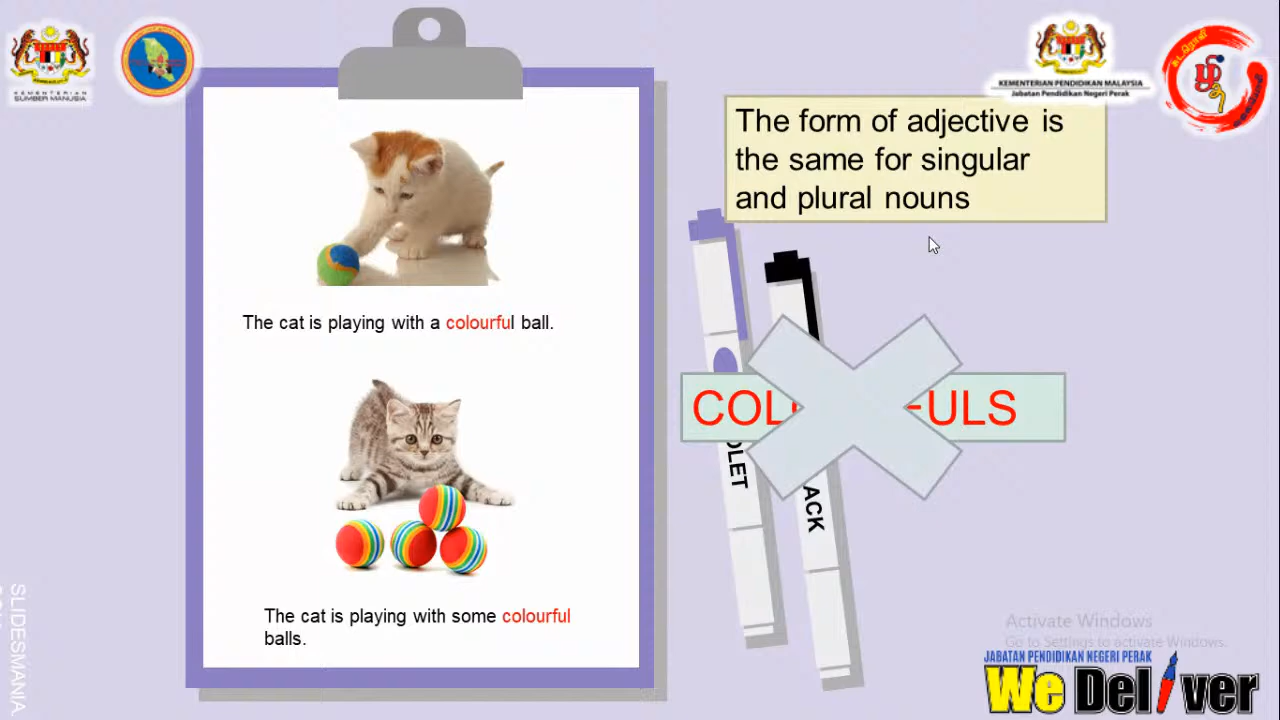 KEMENTERIAN
SUMBER MANUSIA
KEMENTERIAN PENDIDIKAN MALAYSIA
Jabatan Pendidikan Negeri Perak
The form of adjective is
the same for singular
and plural nouns
The cat is playing with a colourful ball.
ULS
ACK
The cat is playing with some colourful
balls.
SLIDESMANIA
Activate Windows
Go to Settings to activate Windows.
JABATAN PENDIDIKAN NEGERI PERAK
We Deliver